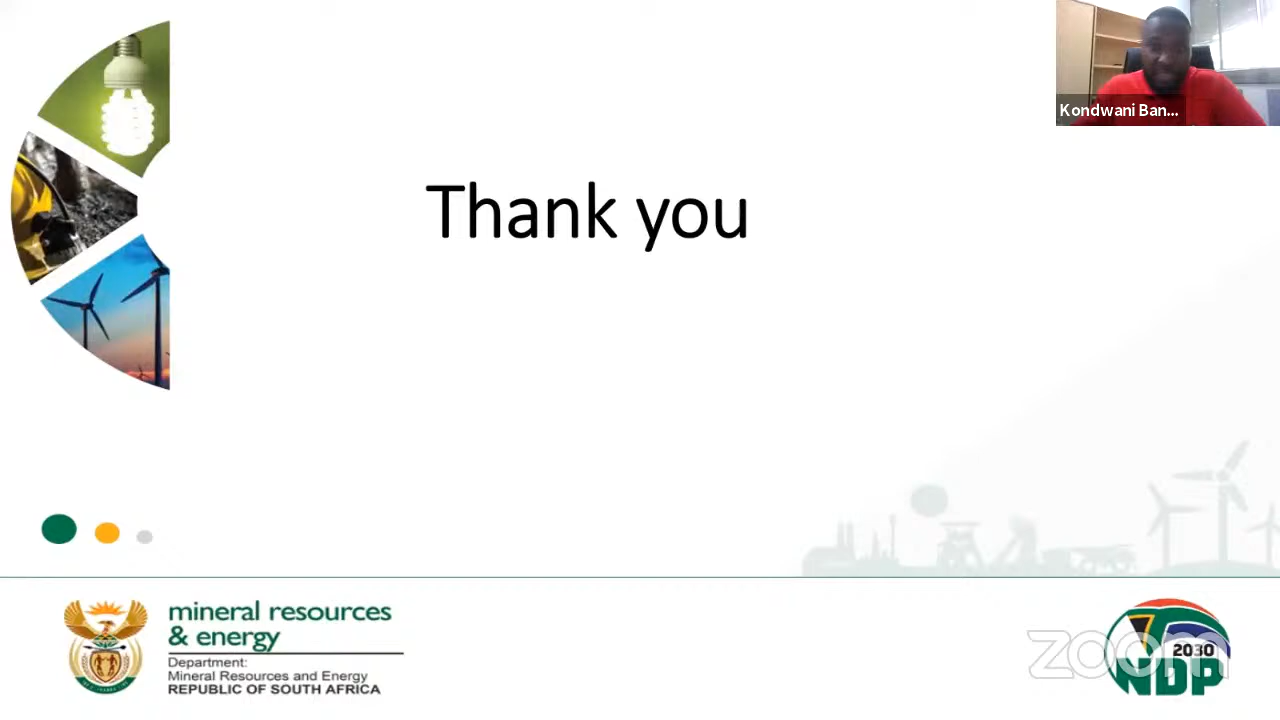 Kondwani Ban...
Thank you
mineral resources
& energy
Department:
Mineral Resources and Energy
REPUBLIC OF SOUTH AFRICA
zoom
2030
NDP